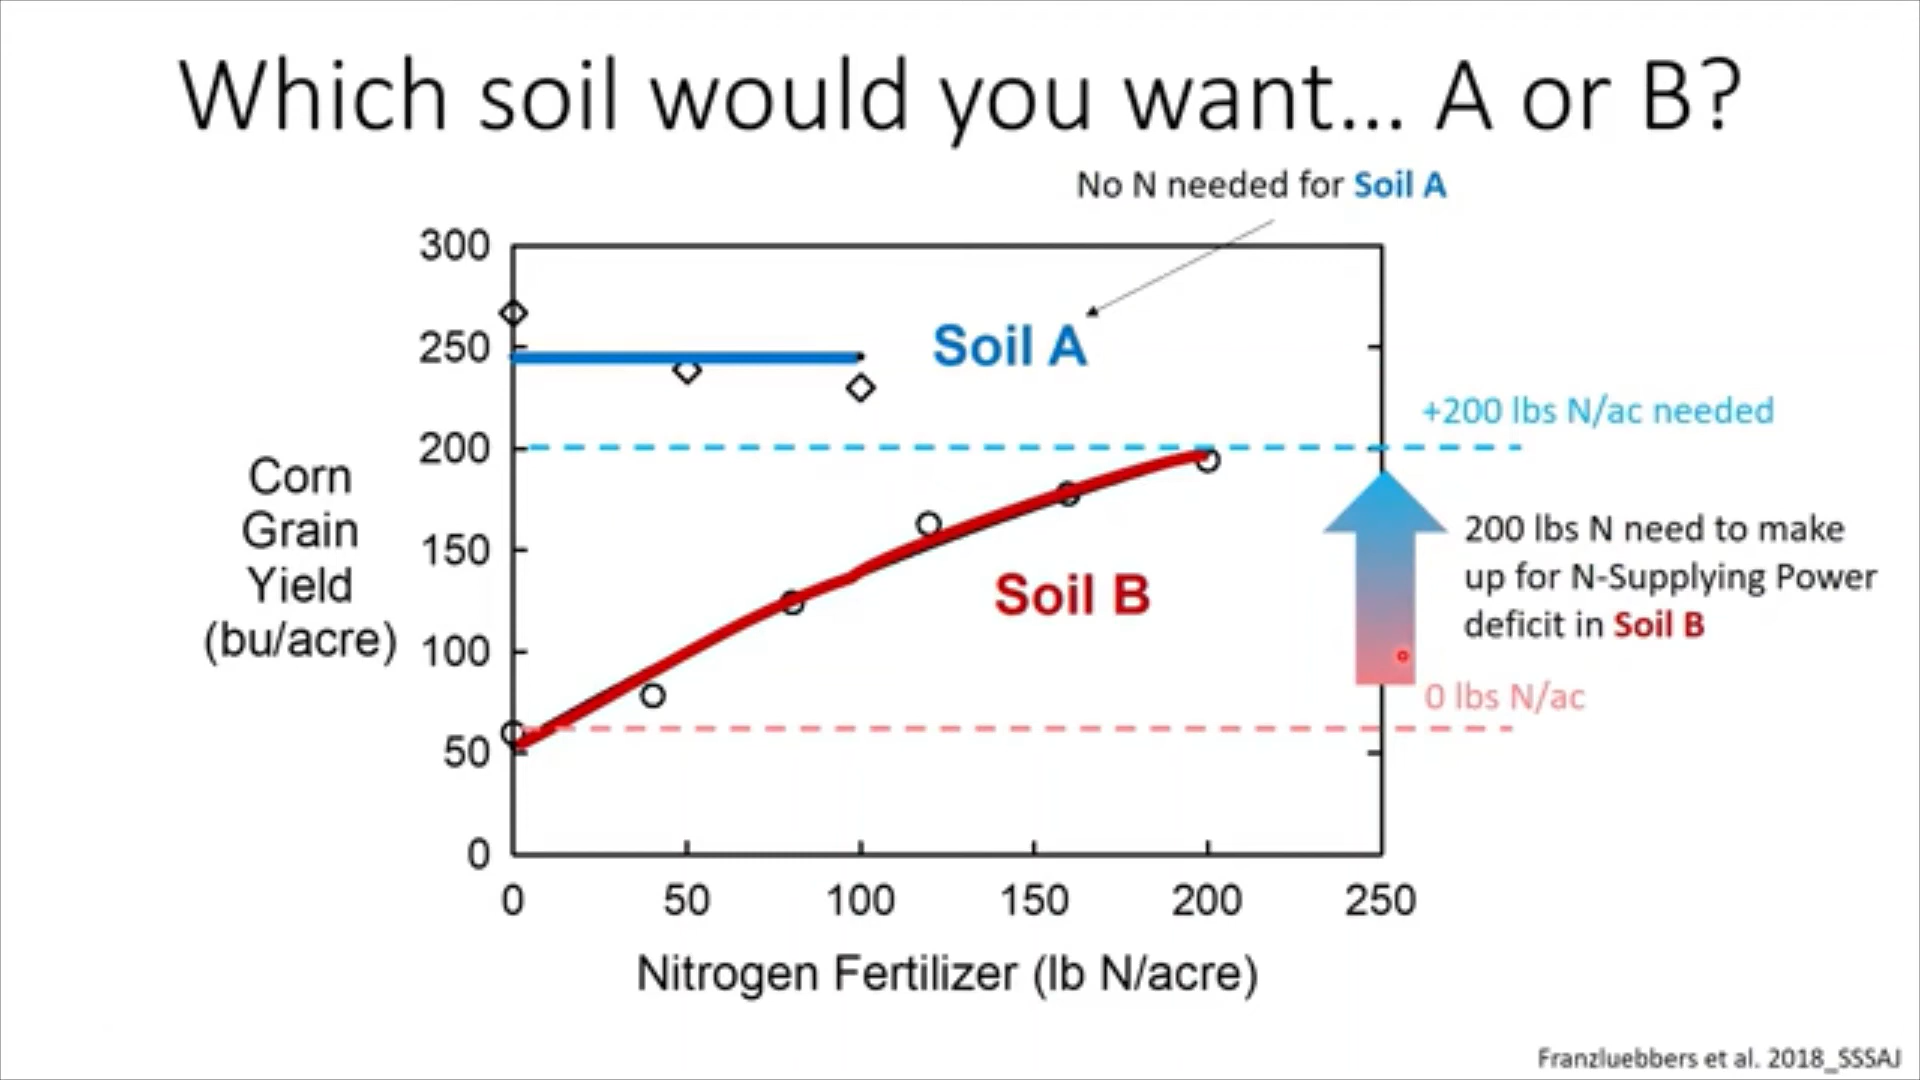 Which soil would you want... A or B?
No N needed for Soil A
300
250
200
150
100
50
0
Corn
Grain
Yield
(bu/acre)
Soil A
Soil B
+200 lbs N/ac needed
200 lbs N need to make
up for N-Supplying Power
deficit in Soil B
0 lbs N/ac
0 50 100 150 200 250
Nitrogen Fertilizer (lb N/acre)
Franzluebbers et al. 2018_SSSAJ